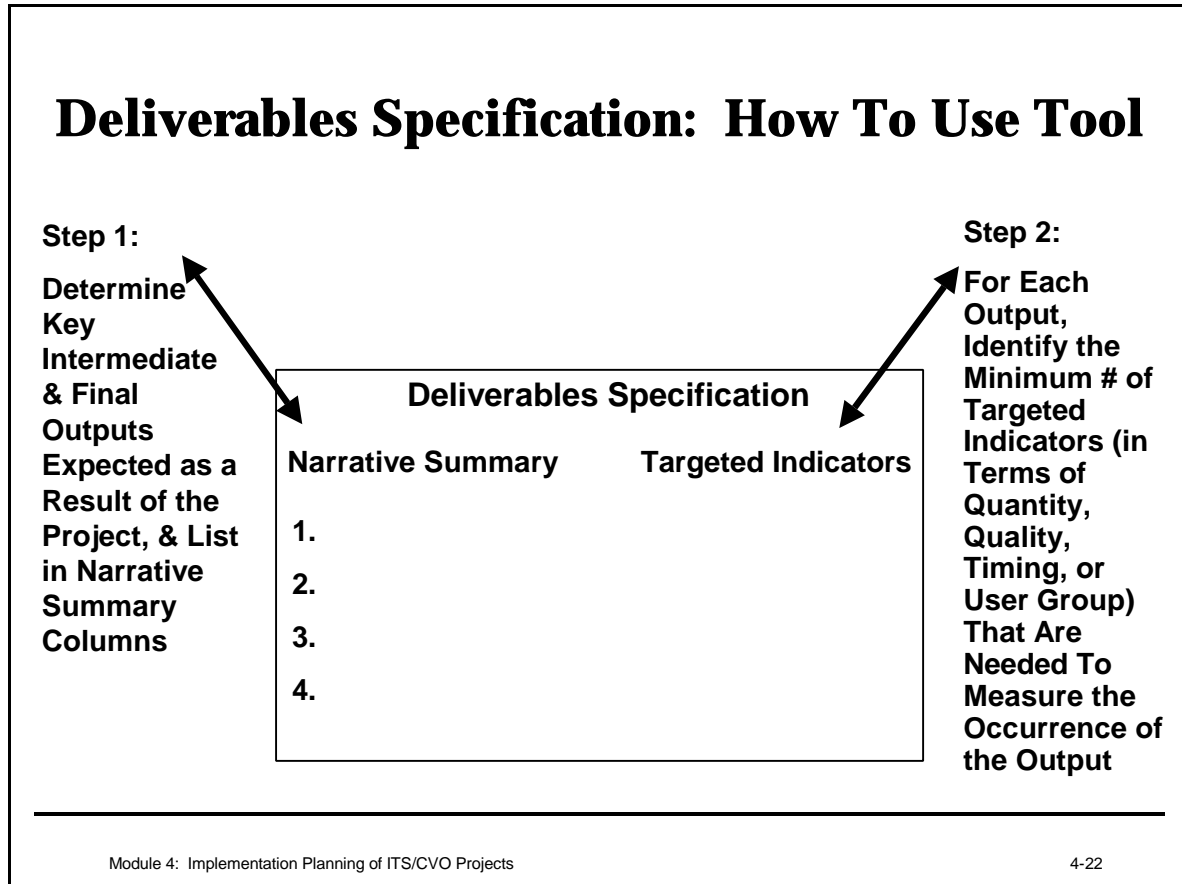 Deliverables Specification:  How To Use Tool
Step 1:
Determine
Key
Intermediate
& Final
Outputs
Expected as a
Result of the
Project, & List
in Narrative
Summary
Columns
Deliverables Specification
Narrative Summary
Targeted Indicators
1.
2.
3.
4.
Step 2:
For Each
Output,
Identify the
Minimum # of
Targeted
Indicators (in
Terms of
Quantity,
Quality,
Timing, or
User Group)
That Are
Needed To
Measure the
Occurrence of
the Output
Module 4:  Implementation Planning of ITS/CVO Projects
4-22